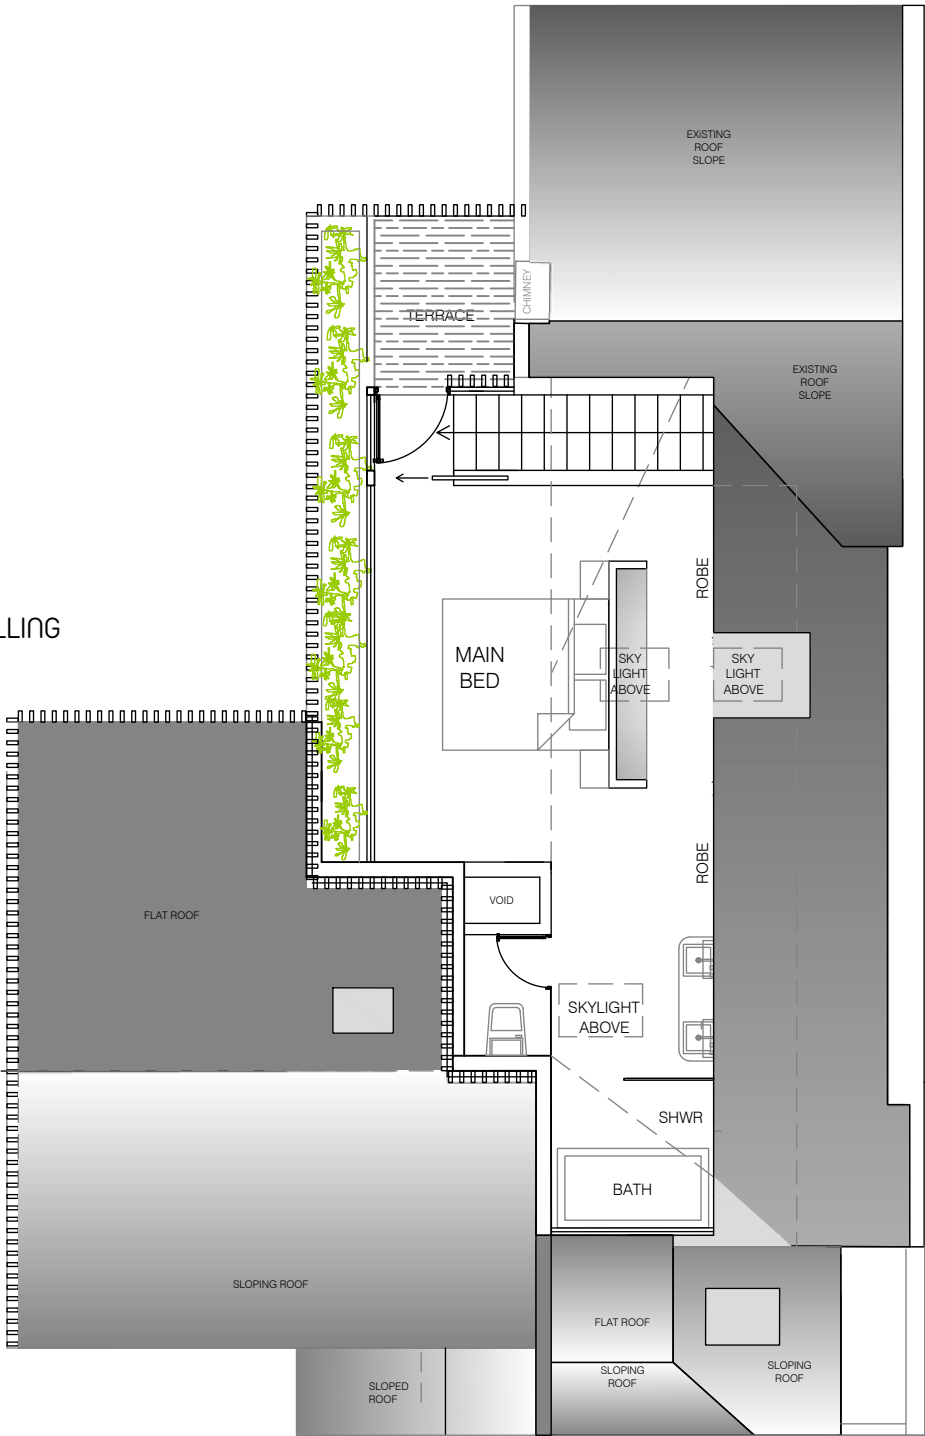 EXISTING
ROOF
SLOPE
CHIMNEY
TERRACE
EXISTING
ROOF
SLOPE
ROBE
LLING
MAIN
BED
SKY
LIGHT
ABOVE
SKY
LIGHT
ABOVE
ROBE
VOID
FLAT ROOF
SKYLIGHT
ABOVE
SHWR
BATH
SLOPING ROOF
FLAT ROOF
SLOPING
ROOF
SLOPING
ROOF
SLOPED
ROOF